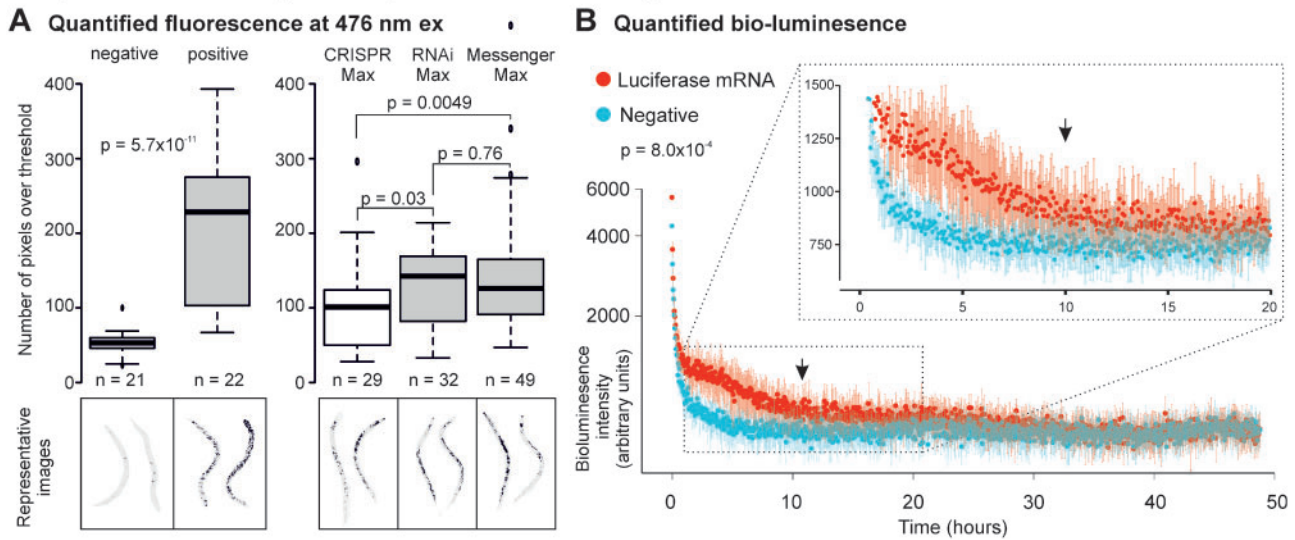 A Quantified fluorescence at 476 nm ex
negative positive
CRISPR Max
RNAi Max
Messenger Max
Number of pixels over threshold
400
300
200
100
0
p = 5.7x10⁻¹¹
n = 21 n = 22
400
300
200
100
0
p = 0.0049
p = 0.76
p = 0.03
n = 29 n = 32 n = 49
Representative
images
B Quantified bio-luminesence
Luciferase mRNA
Negative
p = 8.0x10⁻⁴
1500
1250
1000
750
0 5 10 15 20
6000
4000
2000
Bioluminesence
intensity
(arbitrary units)
0 10 20 30 40 50
Time (hours)